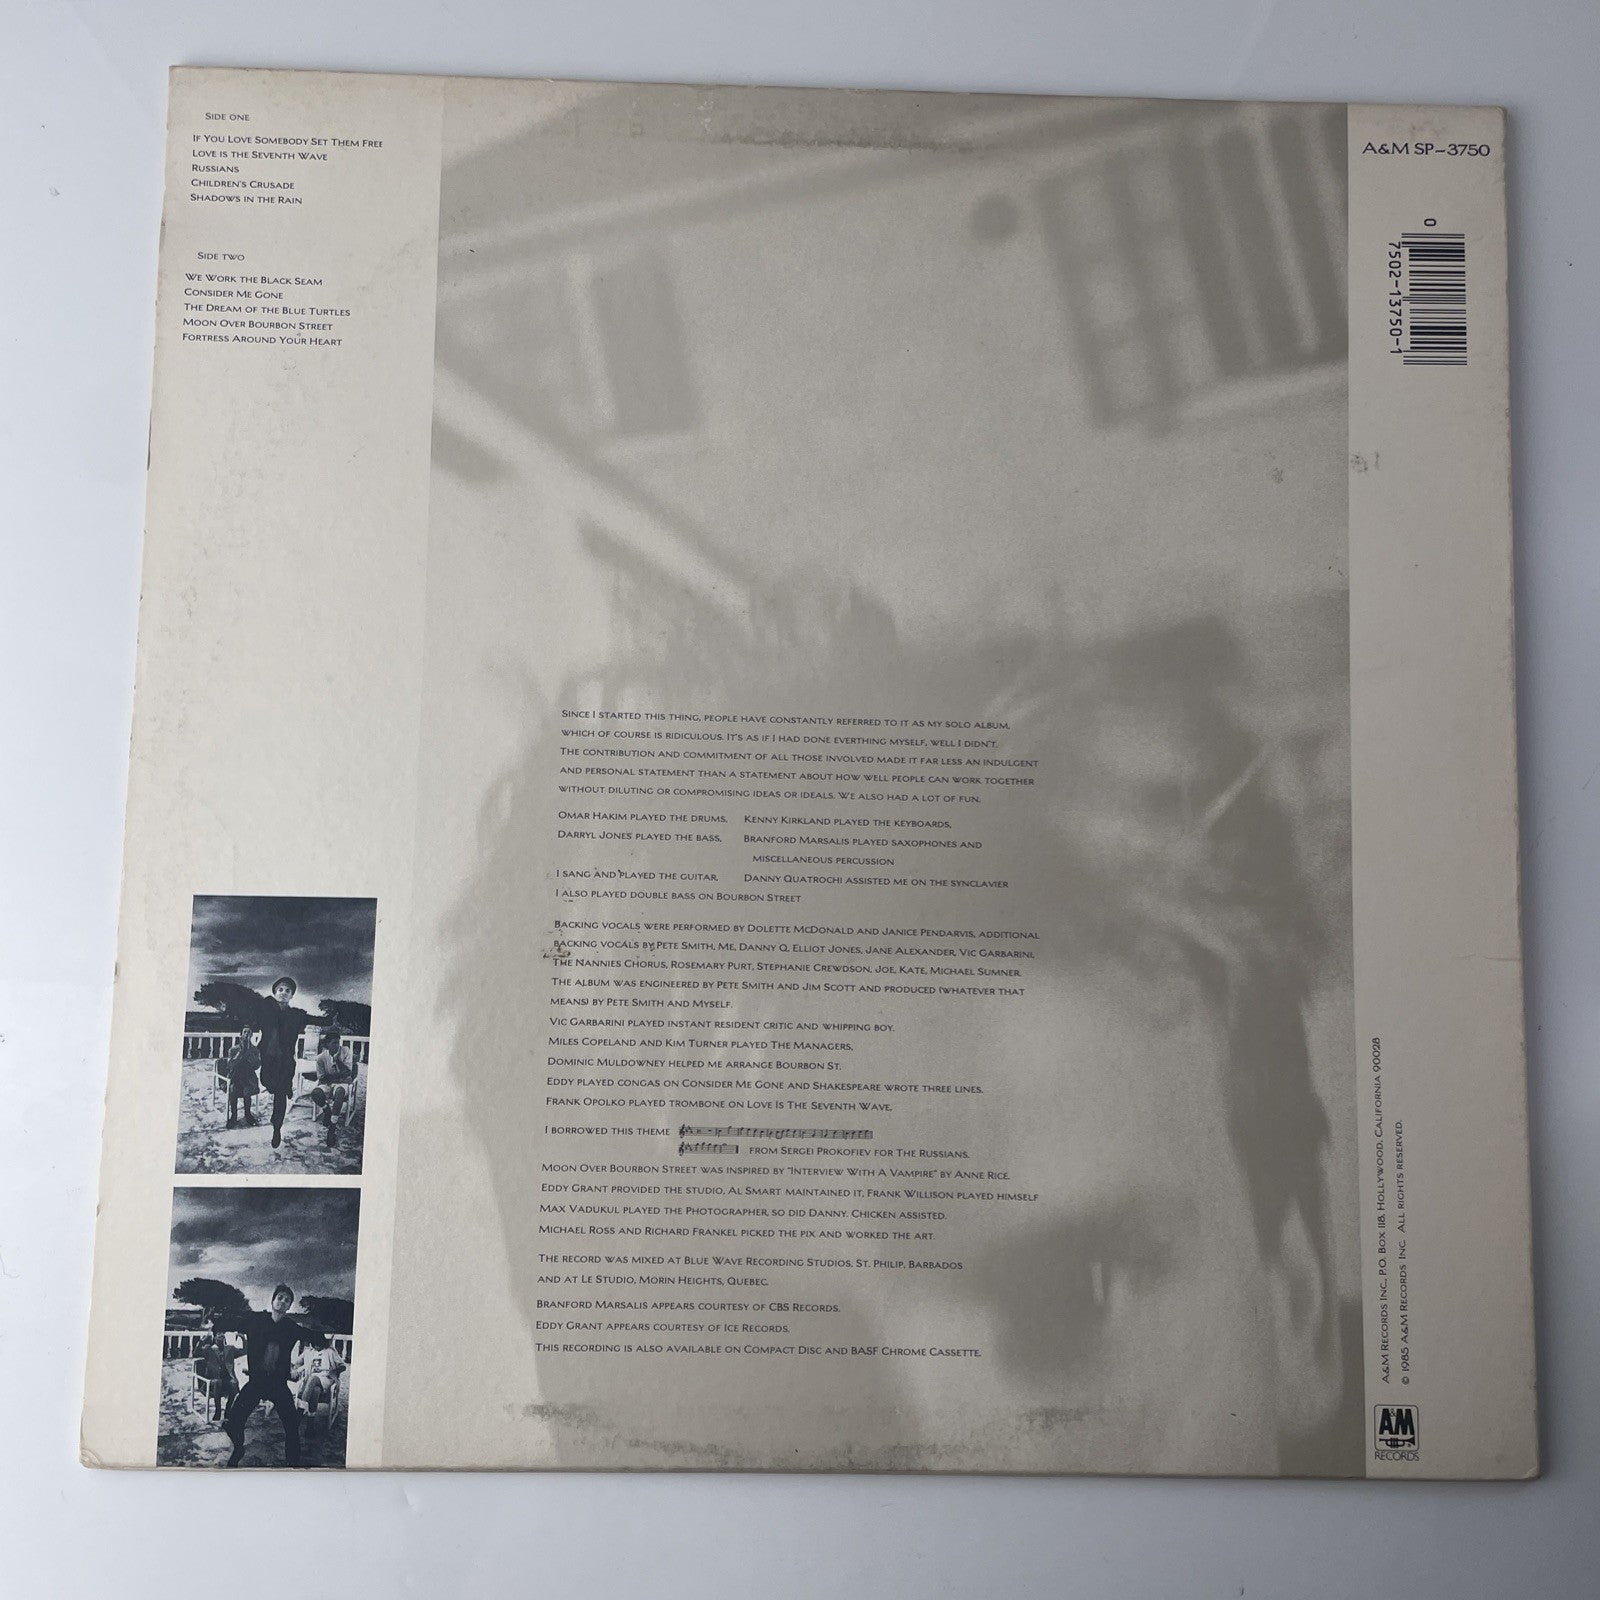 SIDE ONE
IF YOU LOVE SOMEBODY SET THEM FREE
LOVE IS THE SEVENTH WAVE
RUSSIANS
CHILDREN'S CRUSADE
SHADOWS IN THE RAIN
SIDE TWO
WE WORK THE BLACK SEAM
CONSIDER ME GONE
THE DREAM OF THE BLUE TURTLES
MOON OVER BOURBON STREET
FORTRESS AROUND YOUR HEART
A&M SP-3750
0 7502-13750-1
SINCE I STARTED THIS THING, PEOPLE HAVE CONSTANTLY REFERRED TO IT AS MY SOLO ALBUM,
WHICH OF COURSE IS RIDICULOUS. IT'S AS IF I HAD DONE EVERTHING MYSELF, WELL I DIDN'T.
THE CONTRIBUTION AND COMMITMENT OF ALL THOSE INVOLVED MADE IT FAR LESS AN INDULGENT
AND PERSONAL STATEMENT THAN A STATEMENT ABOUT HOW WELL PEOPLE CAN WORK TOGETHER
WITHOUT DILUTING OR COMPROMISING IDEAS OR IDEALS. WE ALSO HAD A LOT OF FUN.
OMAR HAKIM PLAYED THE DRUMS, KENNY KIRKLAND PLAYED THE KEYBOARDS,
DARRYL JONES PLAYED THE BASS, BRANFORD MARSALIS PLAYED SAXOPHONES AND
MISCELLANEOUS PERCUSSION
I SANG AND PLAYED THE GUITAR, DANNY QUATROCHI ASSISTED ME ON THE SYNCLAVIER
I ALSO PLAYED DOUBLE BASS ON BOURBON STREET
BACKING VOCALS WERE PERFORMED BY DOLETTE MCDONALD AND JANICE PENDARVIS, ADDITIONAL
BACKING VOCALS BY PETE SMITH, ME, DANNY Q, ELLIOT JONES, JANE ALEXANDER, VIC GARBARINI,
THE NANNIES CHORUS, ROSEMARY PURT, STEPHANIE CREWDSON, JOE, KATE, MICHAEL SUMNER.
THE ALBUM WAS ENGINEERED BY PETE SMITH AND JIM SCOTT AND PRODUCED (WHATEVER THAT
MEANS) BY PETE SMITH AND MYSELF.
VIC GARBARINI PLAYED INSTANT RESIDENT CRITIC AND WHIPPING BOY.
MILES COPELAND AND KIM TURNER PLAYED THE MANAGERS,
DOMINIC MULDOWNEY HELPED ME ARRANGE BOURBON ST.
EDDY PLAYED CONGAS ON CONSIDER ME GONE AND SHAKESPEARE WROTE THREE LINES.
FRANK OPOLKO PLAYED TROMBONE ON LOVE IS THE SEVENTH WAVE.
I BORROWED THIS THEME
FROM SERGEI PROKOFIEV FOR THE RUSSIANS.
MOON OVER BOURBON STREET WAS INSPIRED BY "INTERVIEW WITH A VAMPIRE" BY ANNE RICE.
EDDY GRANT PROVIDED THE STUDIO, AL SMART MAINTAINED IT, FRANK WILLISON PLAYED HIMSELF
MAX VADUKUL PLAYED THE PHOTOGRAPHER, SO DID DANNY. CHICKEN ASSISTED.
MICHAEL ROSS AND RICHARD FRANKEL PICKED THE PIX AND WORKED THE ART.
THE RECORD WAS MIXED AT BLUE WAVE RECORDING STUDIOS, ST. PHILIP, BARBADOS
AND AT LE STUDIO, MORIN HEIGHTS, QUEBEC.
BRANFORD MARSALIS APPEARS COURTESY OF CBS RECORDS.
EDDY GRANT APPEARS COURTESY OF ICE RECORDS.
THIS RECORDING IS ALSO AVAILABLE ON COMPACT DISC AND BASF CHROME CASSETTE.
A&M RECORDS INC., P.O. BOX 118, HOLLYWOOD, CALIFORNIA 90028
© 1985 A&M RECORDS INC. ALL RIGHTS RESERVED.
A&M
RECORDS